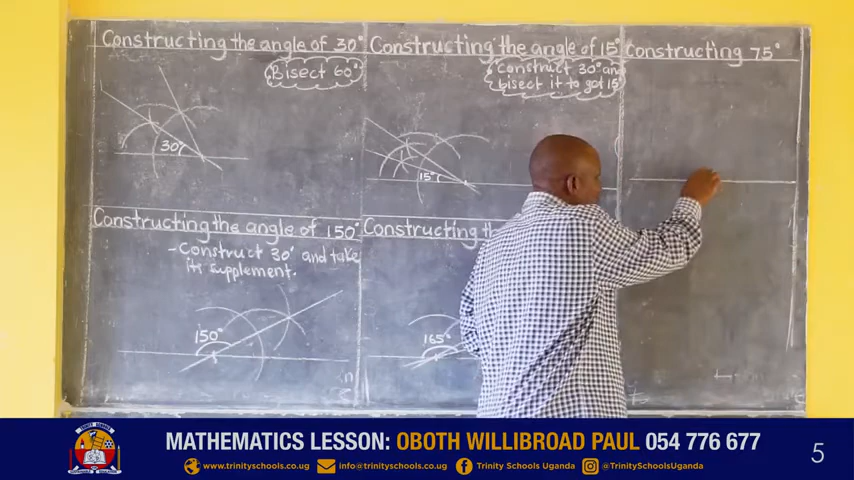 Constructing the angle of 30°
Bisect 60°
30°
Constructing the angle of 15°
Construct 30° and
bisect it to get 15°
15°
Constructing 75°
Constructing the angle of 150°
-Construct 30° and take
its supplement.
150°
Constructing the
165°
MATHEMATICS LESSON: OBOTH WILLIBROAD PAUL 054 776 677
www.trinityschools.co.ug info@trinityschools.co.ug Trinity Schools Uganda @TrinitySchoolsUganda
5